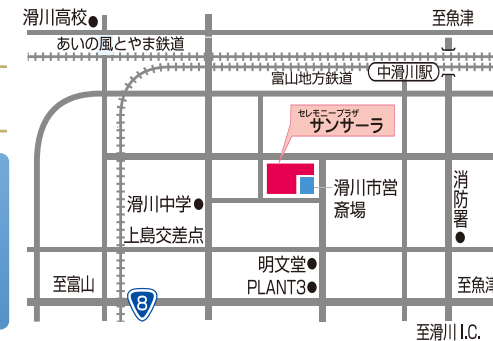 滑川高校
至魚津
あいの風とやま鉄道
富山地方鉄道
中滑川駅
セレモニープラザ
サンサーラ
滑川中学
滑川市営
斎場
消防署
上島交差点
明文堂
PLANT3
至富山
8
至魚津
至滑川I.C.